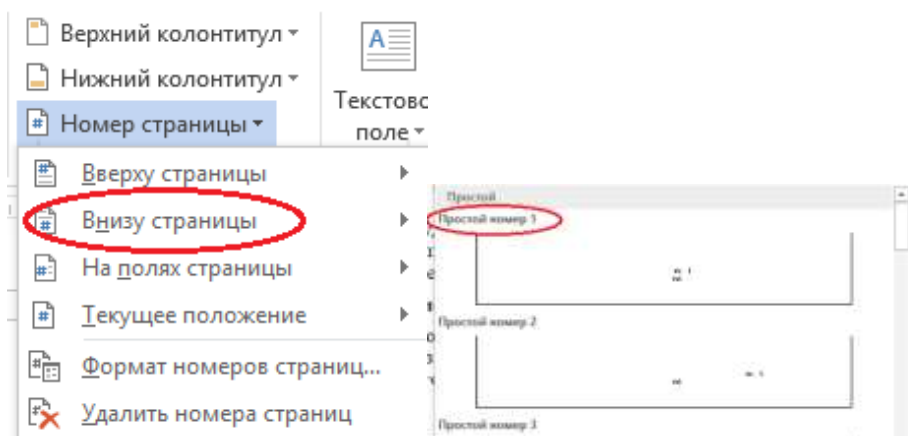 Верхний колонтитул
Нижний колонтитул
Номер страницы
Текстово
поле
Вверху страницы
Внизу страницы
На полях страницы
Текущее положение
Формат номеров страниц...
Удалить номера страниц
Простой
Простой номер 1
Простой номер 2
Простой номер 3